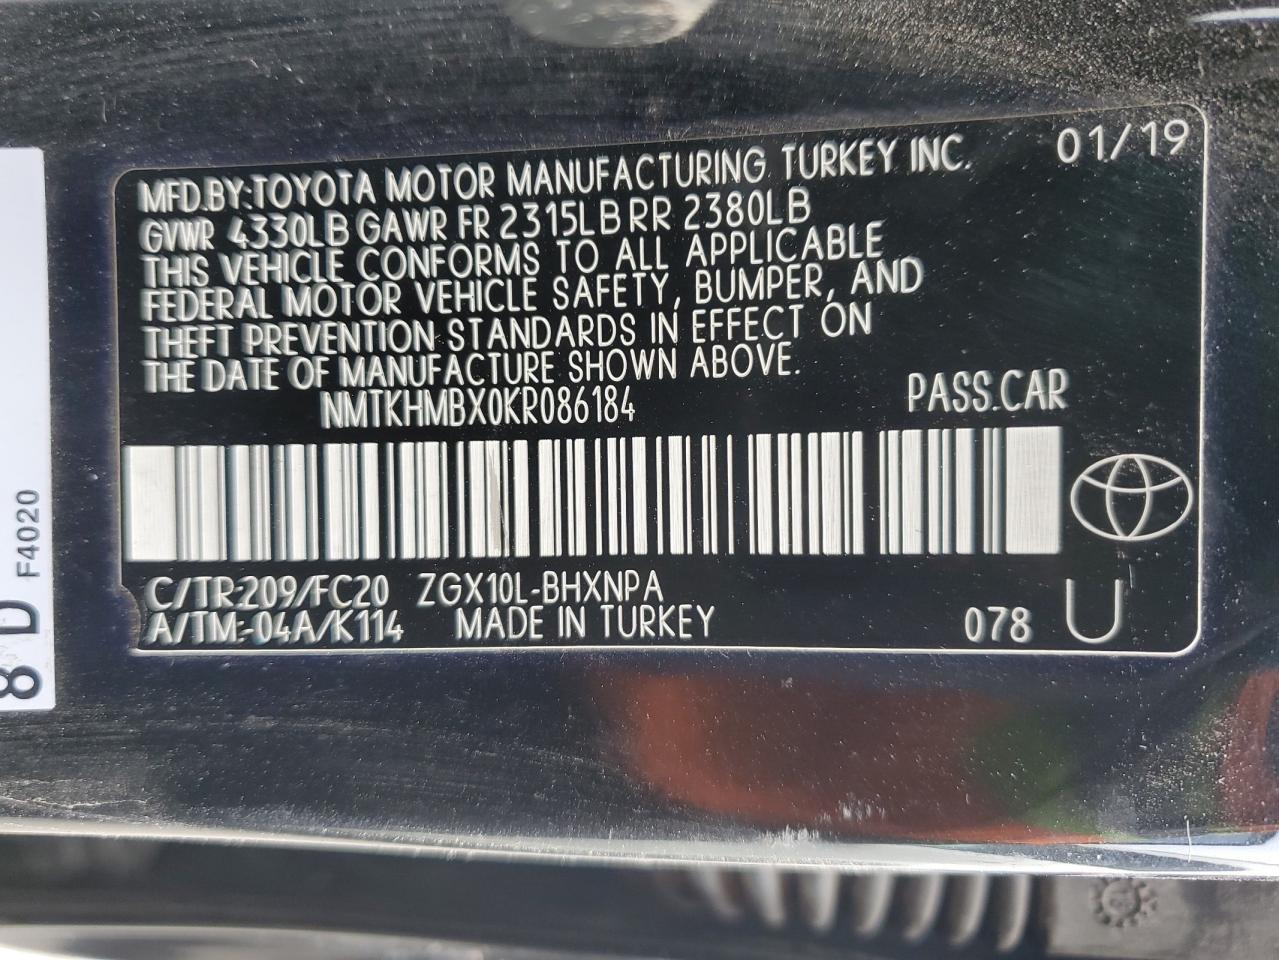 01/19
MFD.BY:TOYOTA MOTOR MANUFACTURING TURKEY INC.
GVWR 4330LB GAWR FR 2315LB RR 2380LB
THIS VEHICLE CONFORMS TO ALL APPLICABLE
FEDERAL MOTOR VEHICLE SAFETY, BUMPER, AND
THEFT PREVENTION STANDARDS IN EFFECT ON
THE DATE OF MANUFACTURE SHOWN ABOVE.
NMTKHMBX0KR086184
PASS.CAR
C/TR:209/FC20 ZGX10L-BHXNPA
A/TM:-04A/K114 MADE IN TURKEY
078
U
F4020
8 D